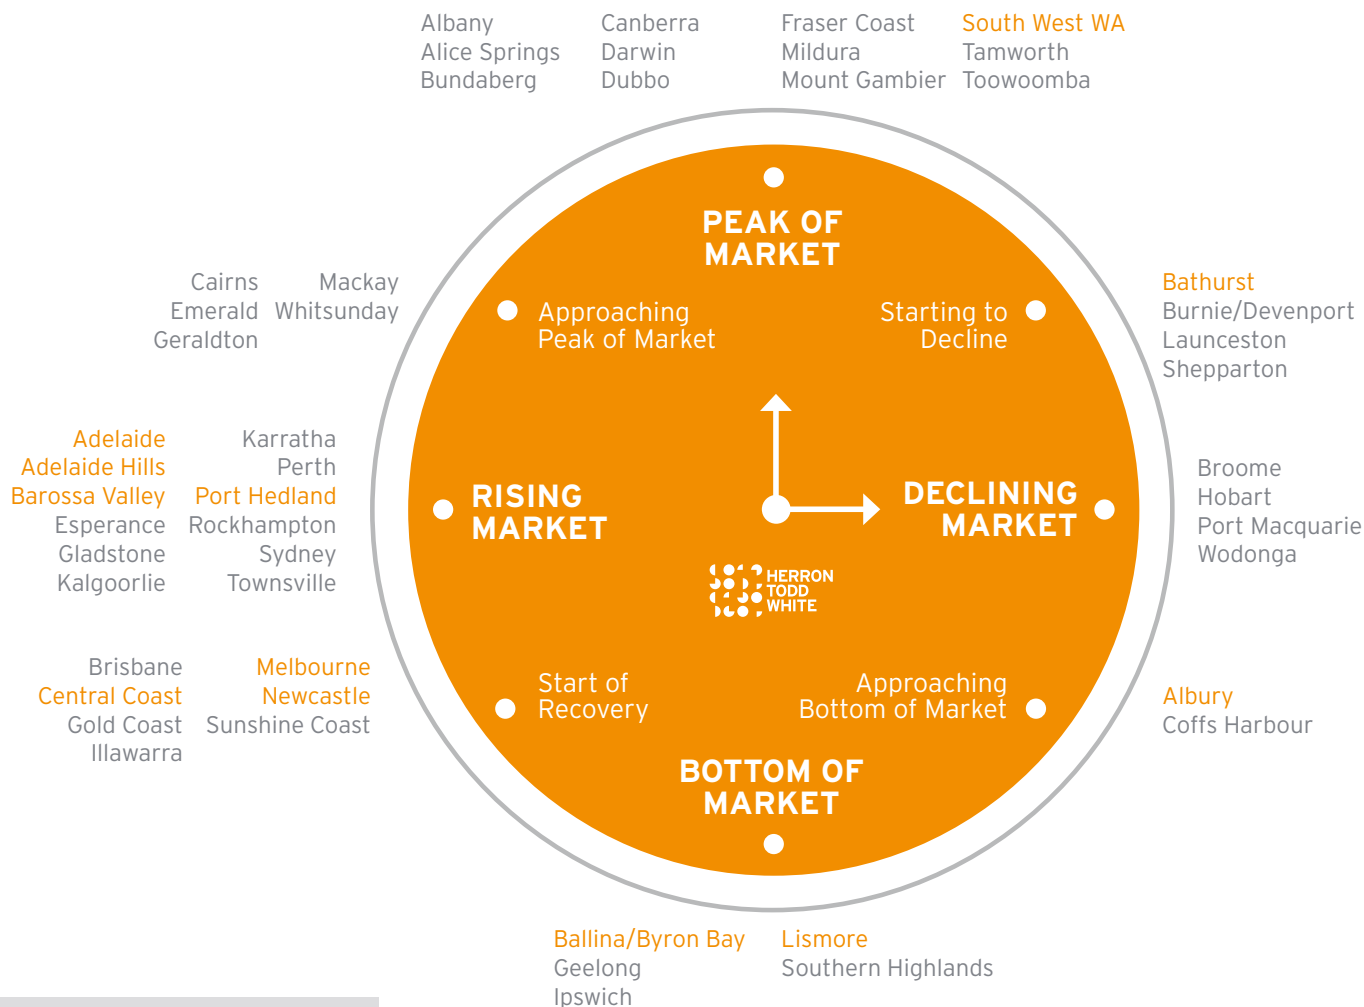 Albany
Alice Springs
Bundaberg
Canberra
Darwin
Dubbo
Fraser Coast
Mildura
Mount Gambier
South West WA
Tamworth
Toowoomba
PEAK OF
MARKET
Cairns
Emerald
Geraldton
Mackay
Whitsunday
Approaching
Peak of Market
Starting to
Decline
Bathurst
Burnie/Devenport
Launceston
Shepparton
Adelaide
Adelaide Hills
Barossa Valley
Esperance
Gladstone
Kalgoorlie
Karratha
Perth
Port Hedland
Rockhampton
Sydney
Townsville
RISING
MARKET
DECLINING
MARKET
Broome
Hobart
Port Macquarie
Wodonga
HERRON
TODD
WHITE
Brisbane
Central Coast
Gold Coast
Illawarra
Melbourne
Newcastle
Sunshine Coast
Start of
Recovery
Approaching
Bottom of Market
Albury
Coffs Harbour
BOTTOM OF
MARKET
Ballina/Byron Bay
Geelong
Ipswich
Lismore
Southern Highlands